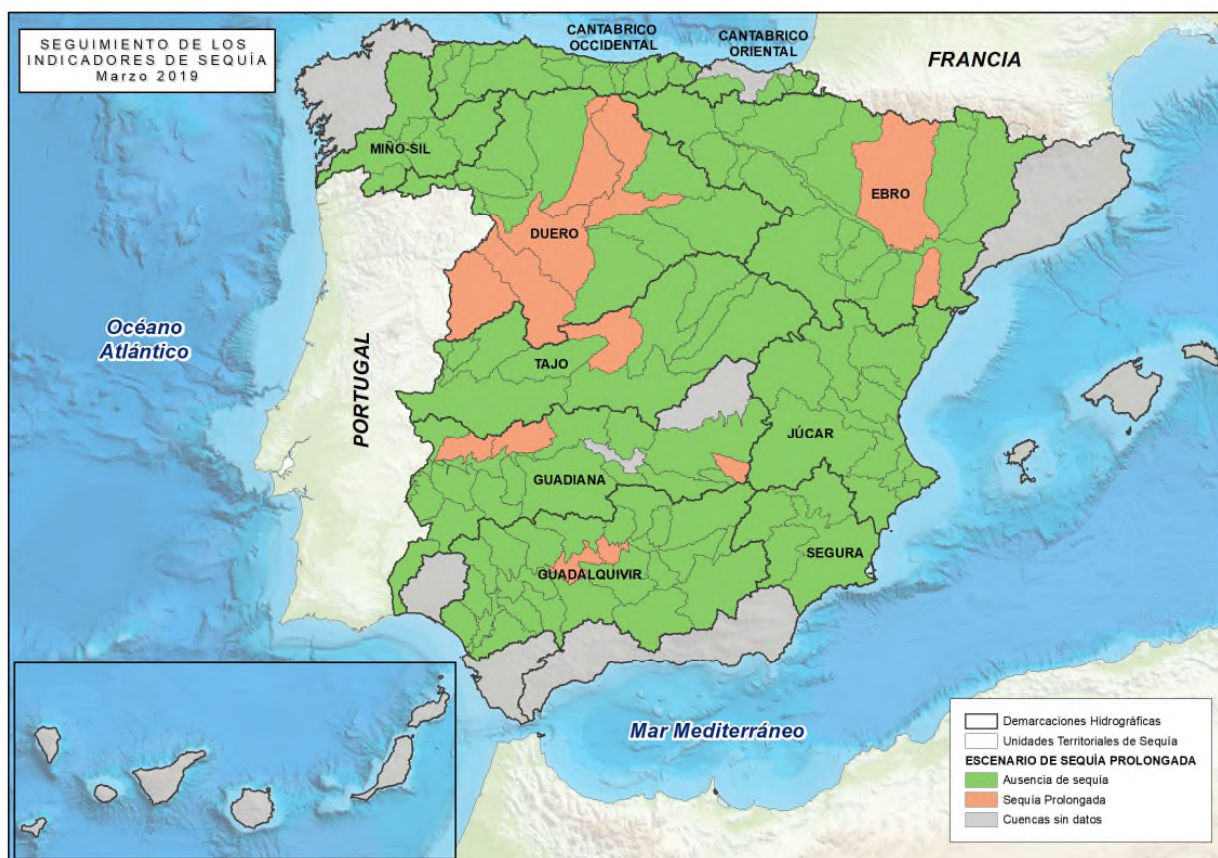 SEGUIMIENTO DE LOS
INDICADORES DE SEQUÍA
Marzo 2019
CANTABRICO
OCCIDENTAL
CANTABRICO
ORIENTAL
FRANCIA
MIÑO-SIL
EBRO
DUERO
Océano
Atlántico
PORTUGAL
TAJO
JÚCAR
GUADIANA
SEGURA
GUADALQUIVIR
Mar Mediterráneo
Demarcaciones Hidrográficas
Unidades Territoriales de Sequía
ESCENARIO DE SEQUÍA PROLONGADA
Ausencia de sequía
Sequía Prolongada
Cuencas sin datos